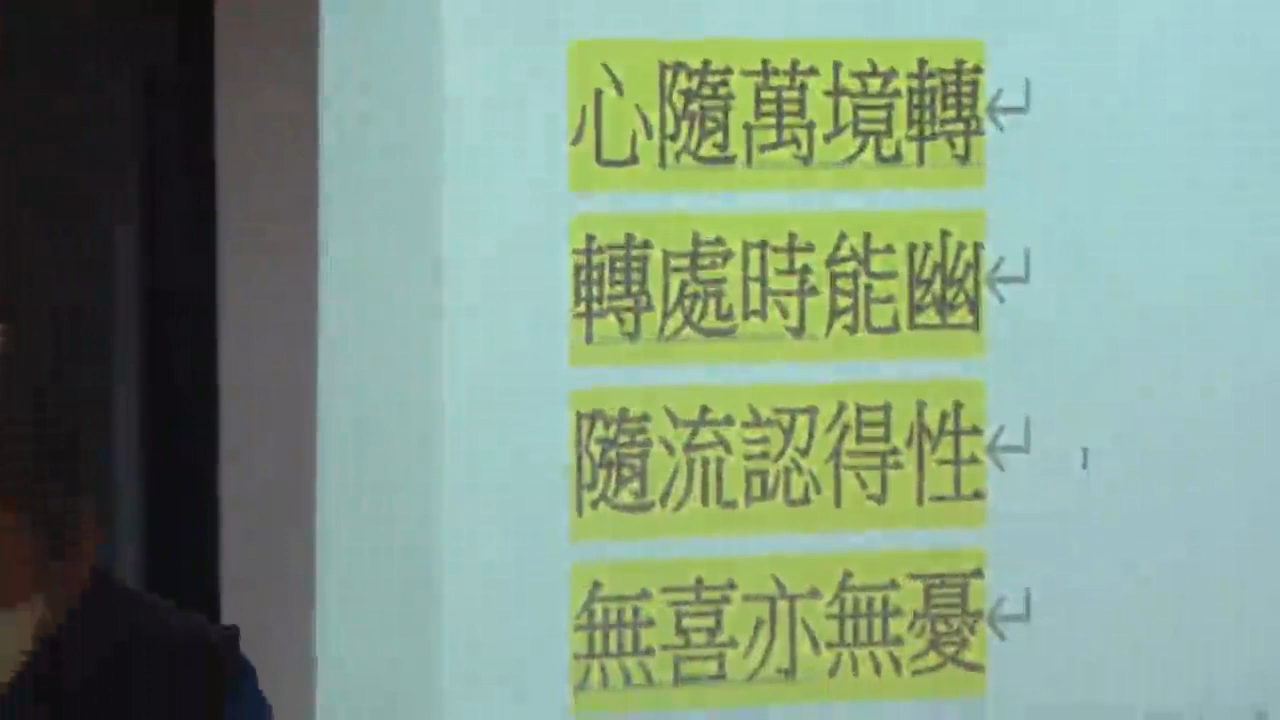 心隨萬境轉
轉處時能幽
隨流認得性
無喜亦無憂